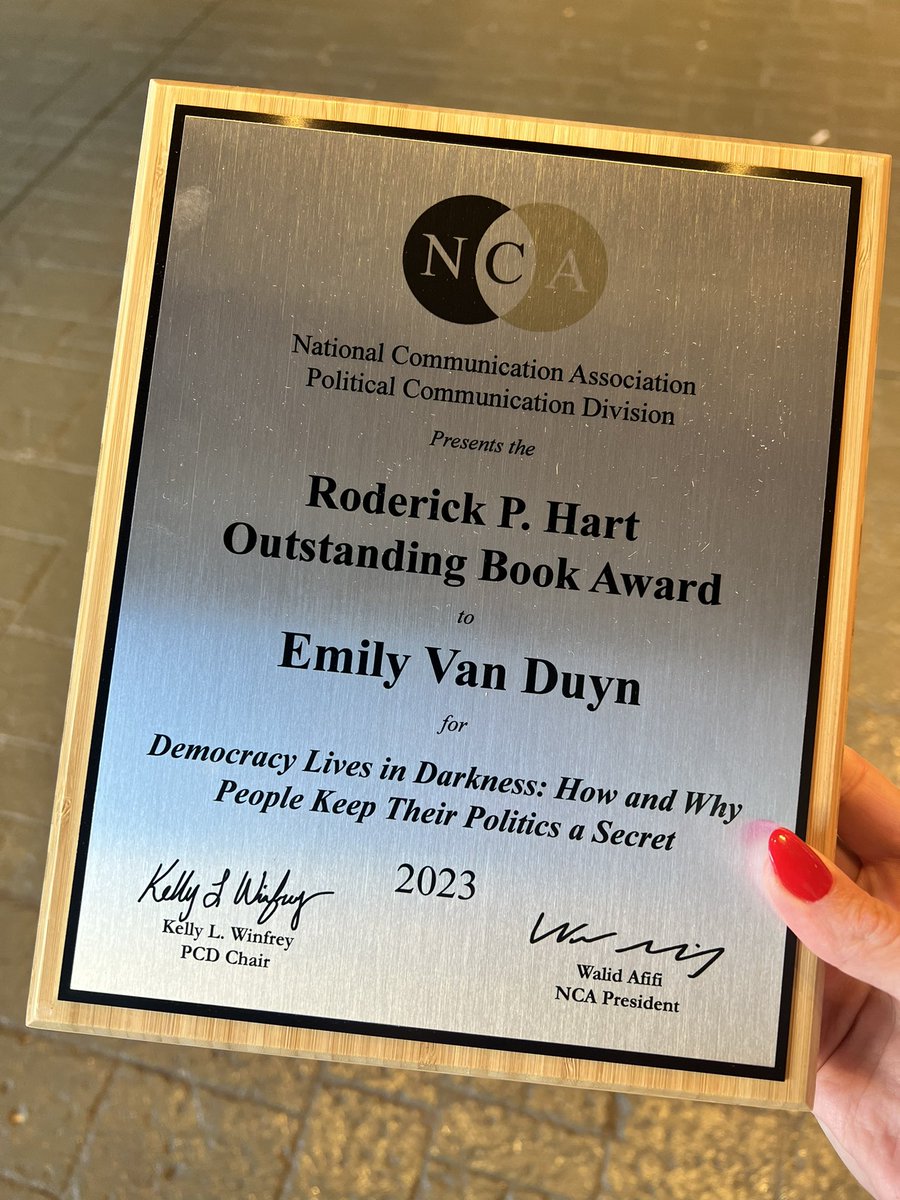 NCA
National Communication Association
Political Communication Division
Presents the
Roderick P. Hart
Outstanding Book Award
to
Emily Van Duyn
for
Democracy Lives in Darkness: How and Why
People Keep Their Politics a Secret
2023
Kelly L Winfrey
Kelly L. Winfrey
PCD Chair
Walid Afifi
NCA President